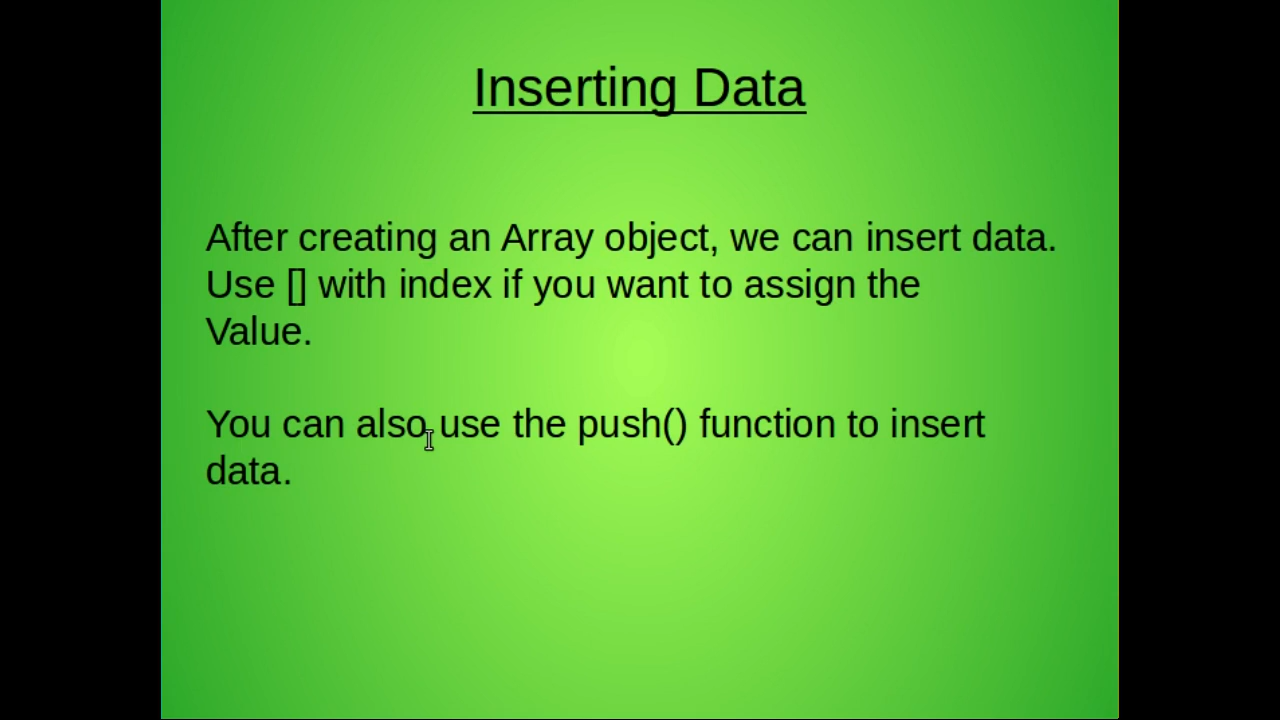 Inserting Data
After creating an Array object, we can insert data.
Use [] with index if you want to assign the
Value.
You can also use the push() function to insert
data.